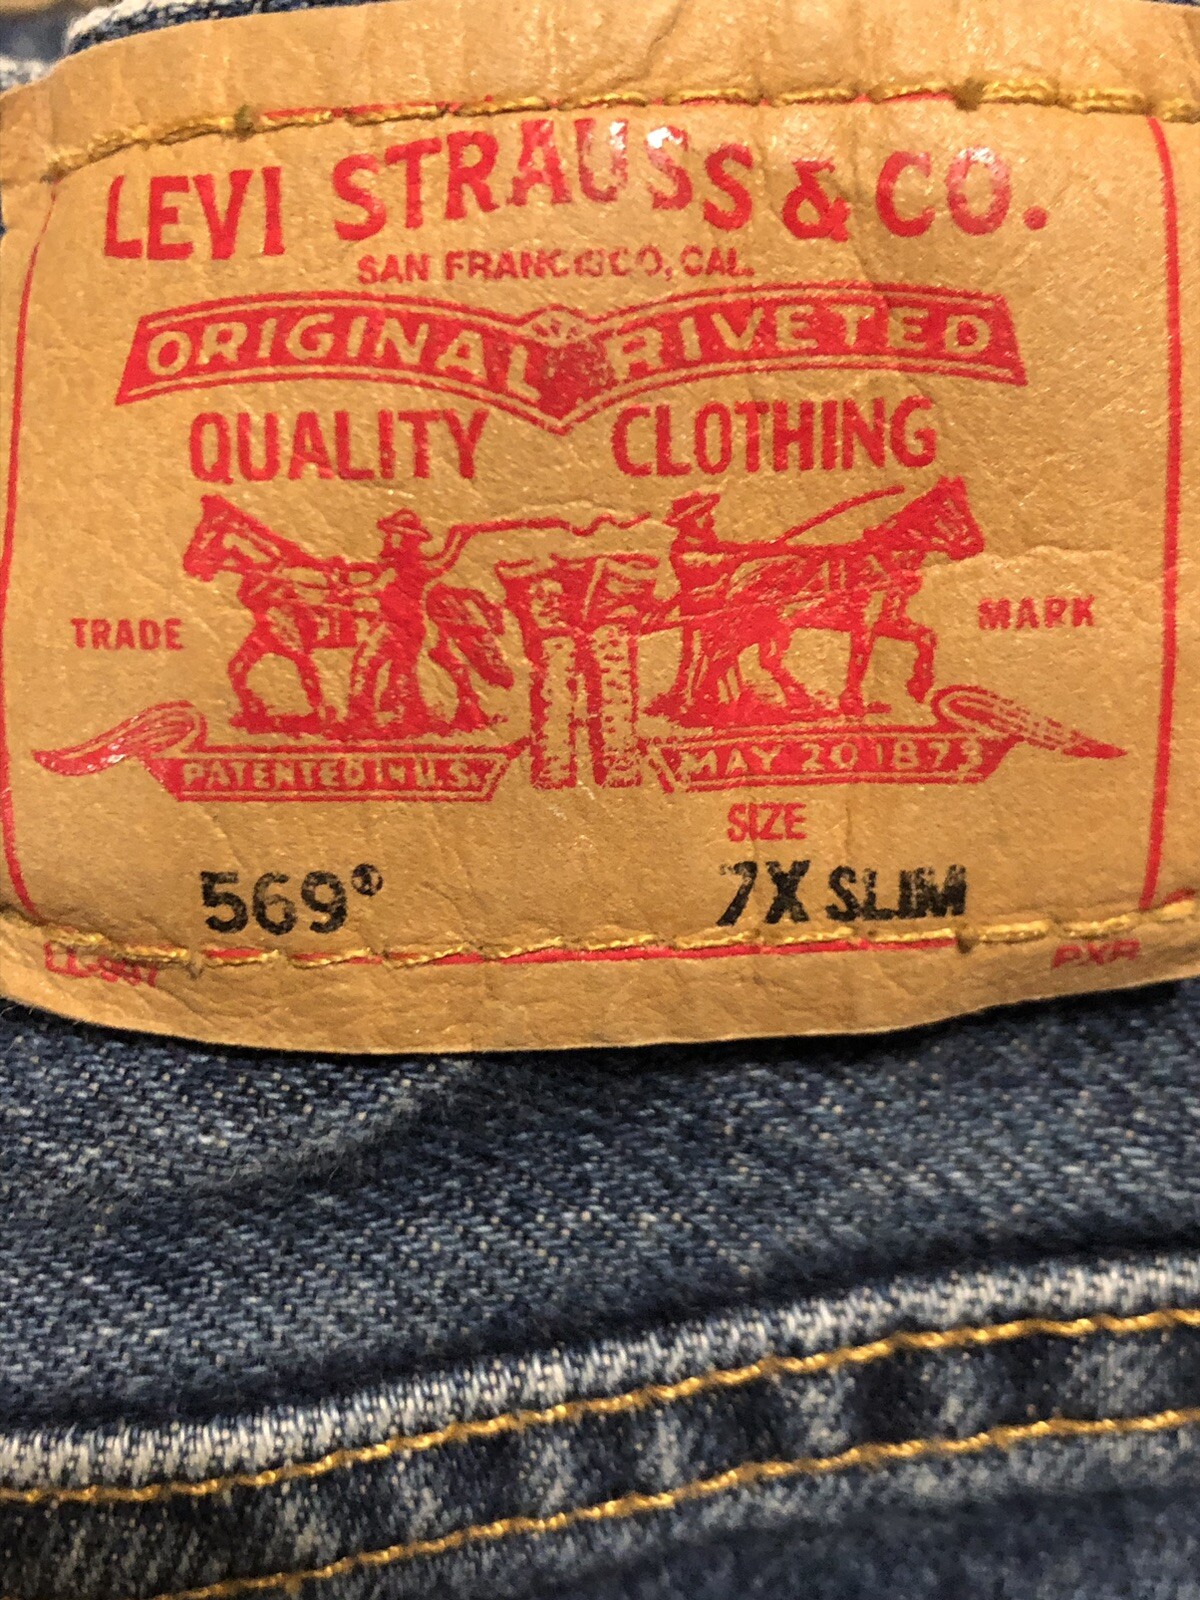 LEVI STRAUSS & CO.
SAN FRANCISCO, CAL.
ORIGINAL RIVETED
QUALITY CLOTHING
TRADE MARK
PATENTED IN U.S.
MAY 20 1873
SIZE
569® 7X SLIM
PXR